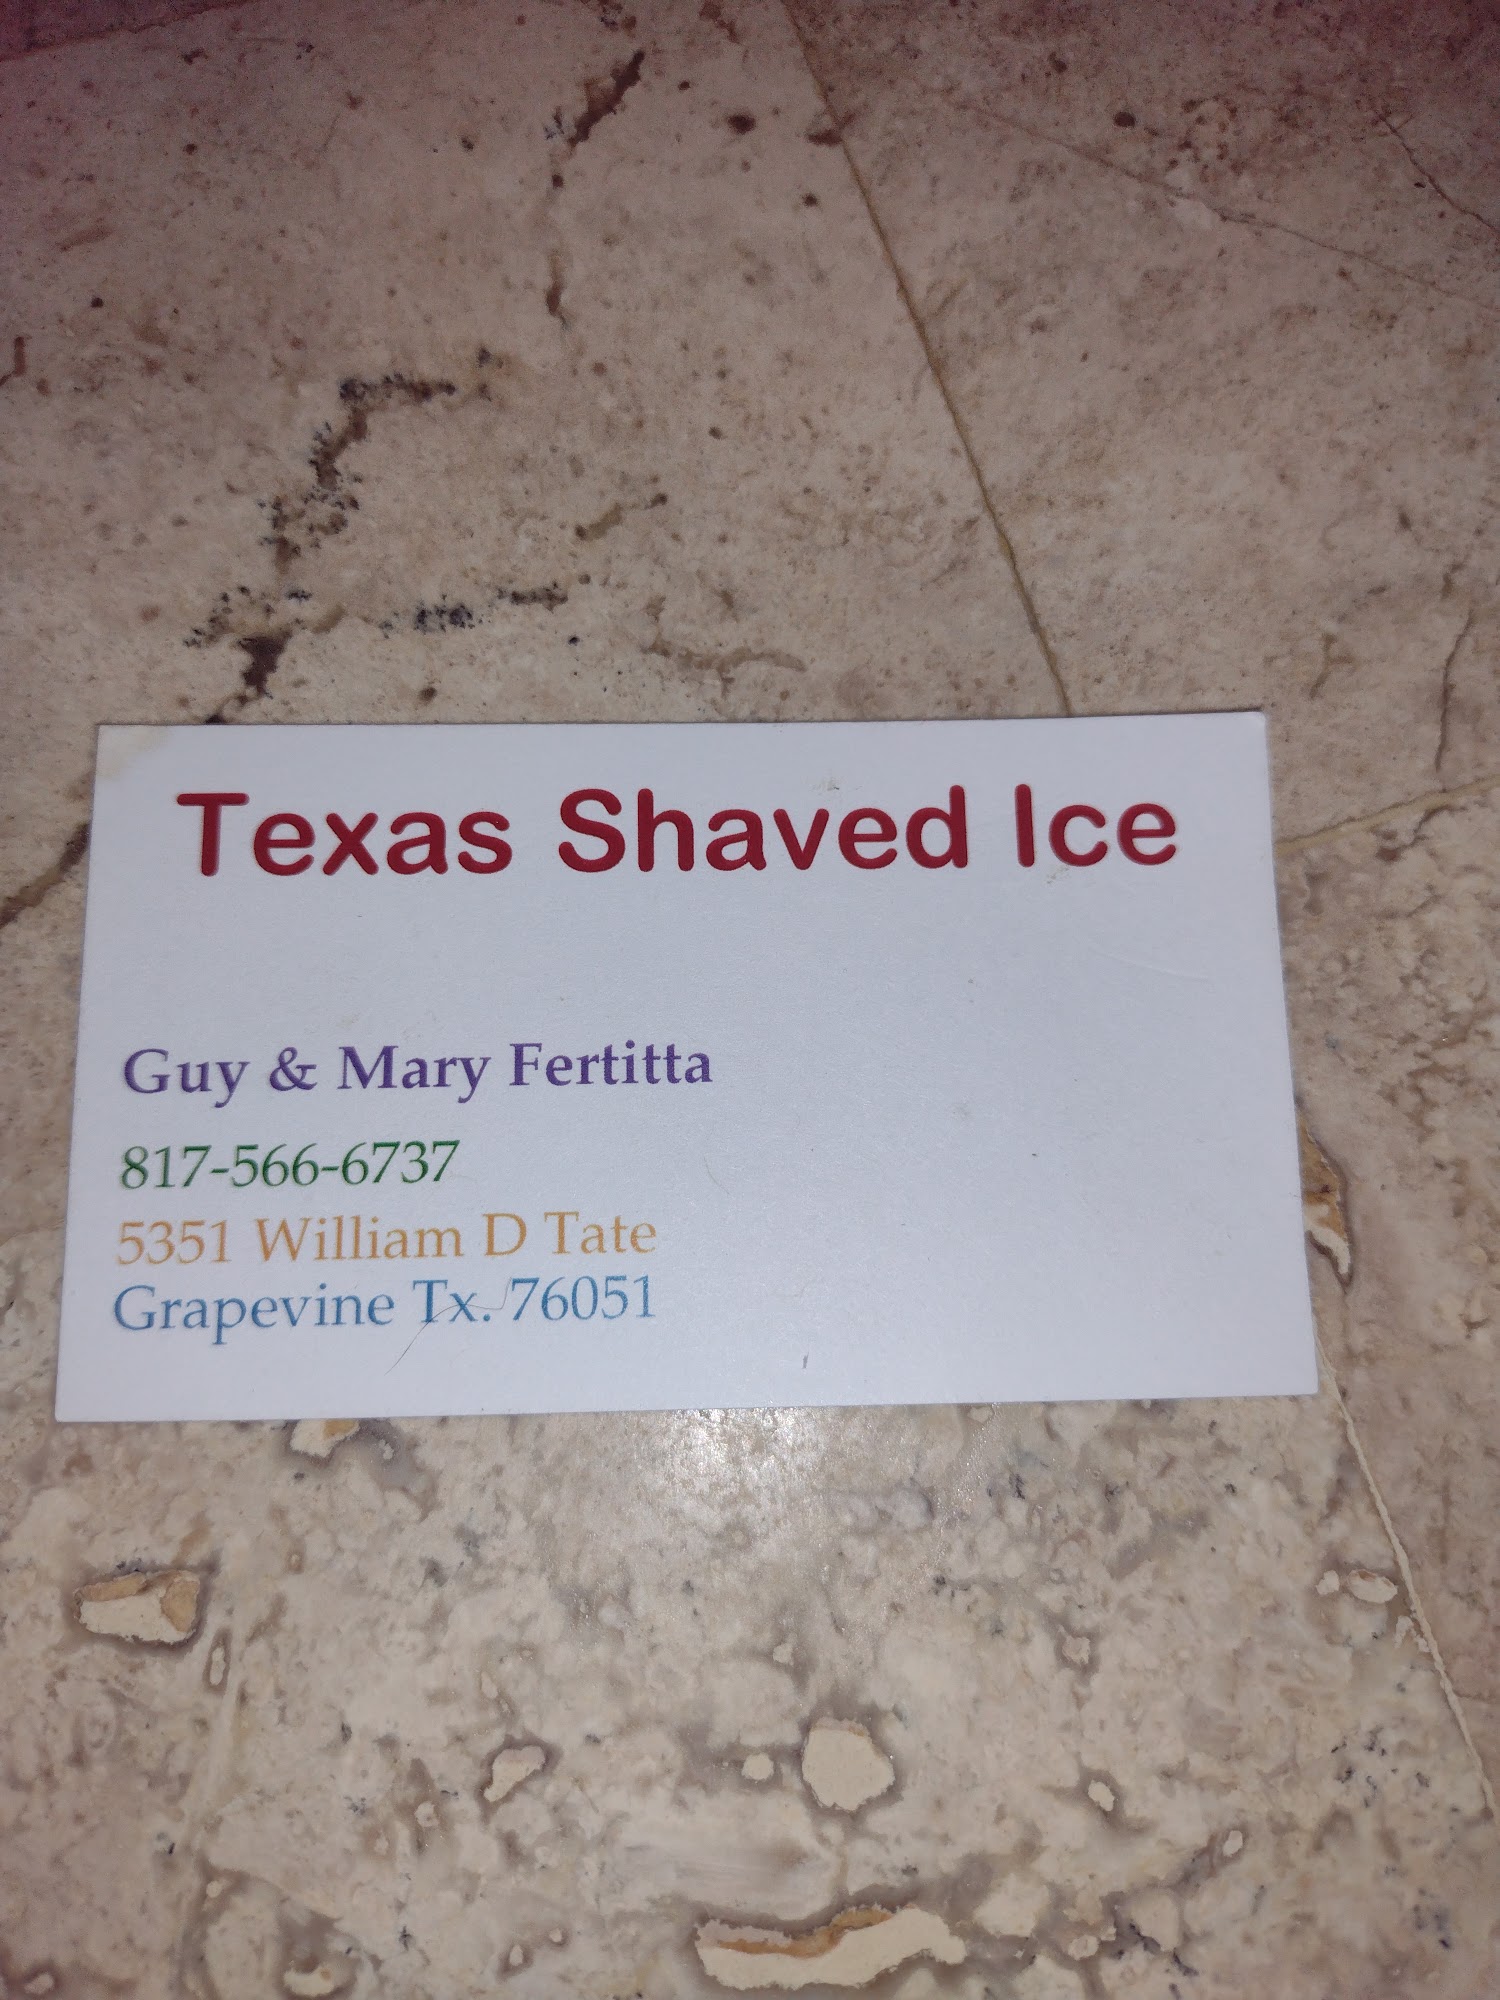 Texas Shaved Ice
Guy & Mary Fertitta
817-566-6737
5351 William D Tate
Grapevine Tx. 76051